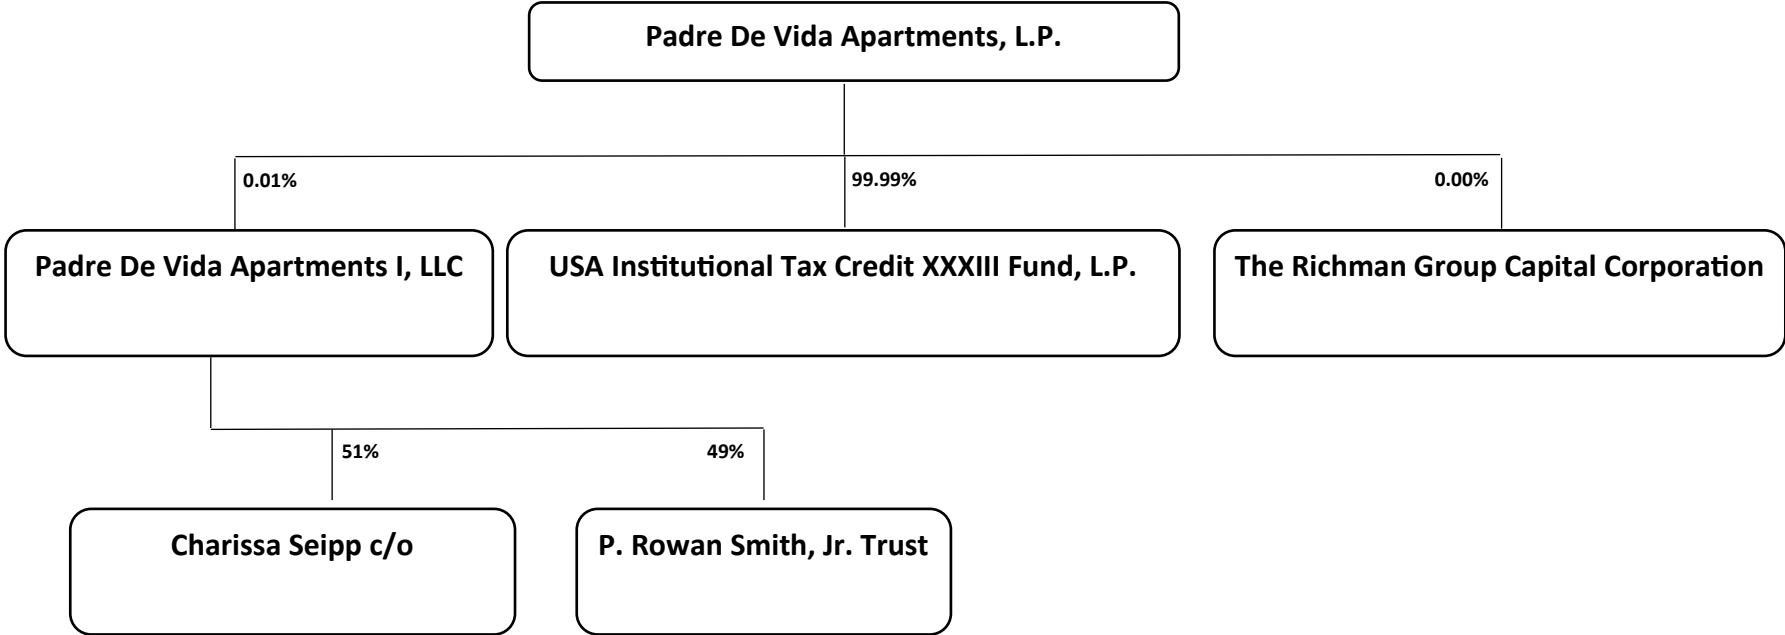 Padre De Vida Apartments, L.P.
0.01%
99.99%
0.00%
Padre De Vida Apartments I, LLC
USA Institutional Tax Credit XXXIII Fund, L.P.
The Richman Group Capital Corporation
51%
49%
Charissa Seipp c/o
P. Rowan Smith, Jr. Trust